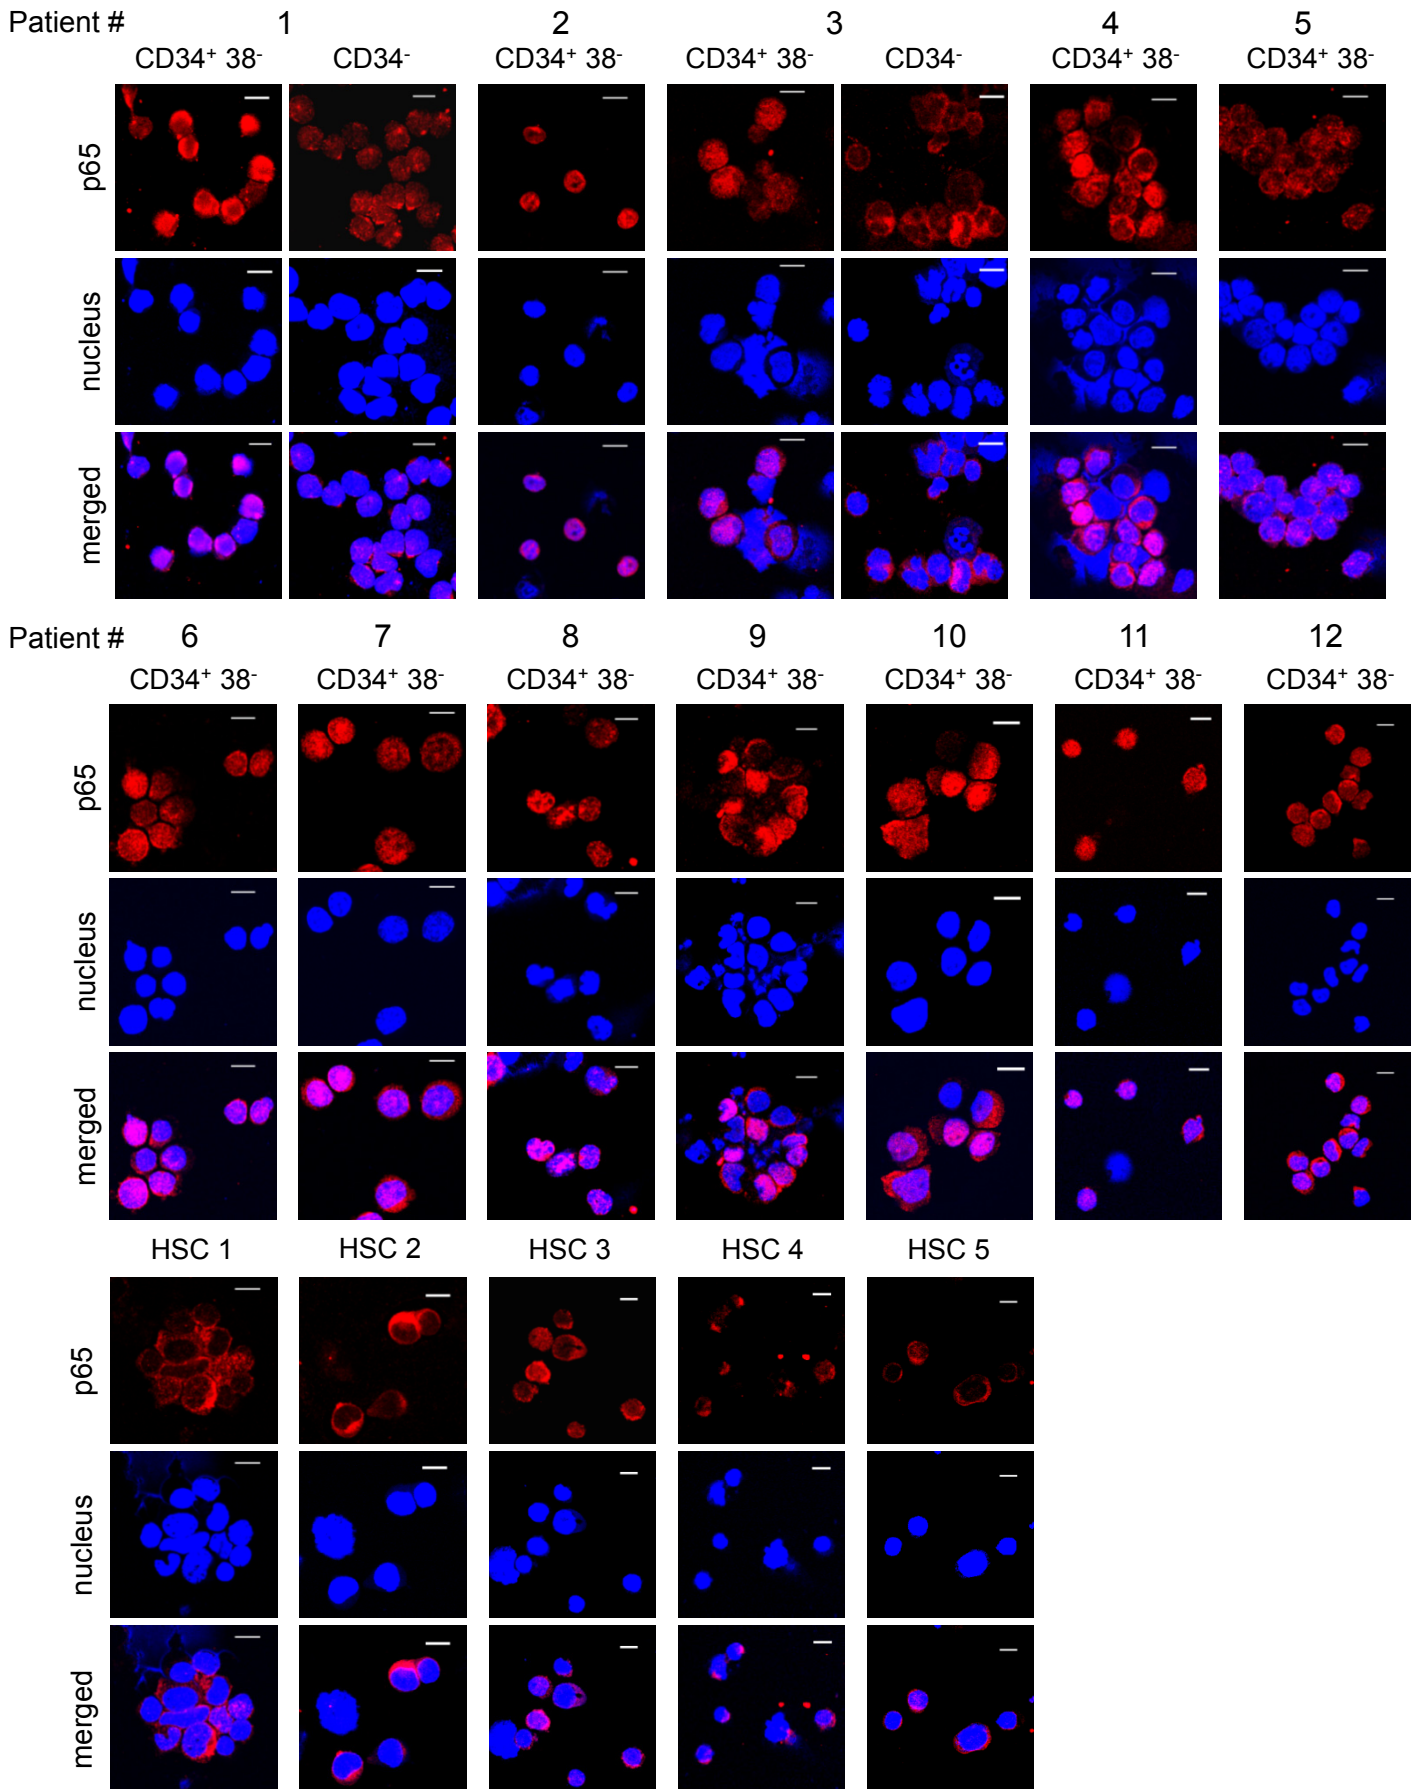 Patient # 1 2 3 4 5
CD34⁺ 38⁻ CD34⁻ CD34⁺ 38⁻ CD34⁺ 38⁻ CD34⁻ CD34⁺ 38⁻ CD34⁺ 38⁻
p65
nucleus
merged
Patient # 6 7 8 9 10 11 12
CD34⁺ 38⁻ CD34⁺ 38⁻ CD34⁺ 38⁻ CD34⁺ 38⁻ CD34⁺ 38⁻ CD34⁺ 38⁻ CD34⁺ 38⁻
p65
nucleus
merged
HSC 1 HSC 2 HSC 3 HSC 4 HSC 5
p65
nucleus
merged